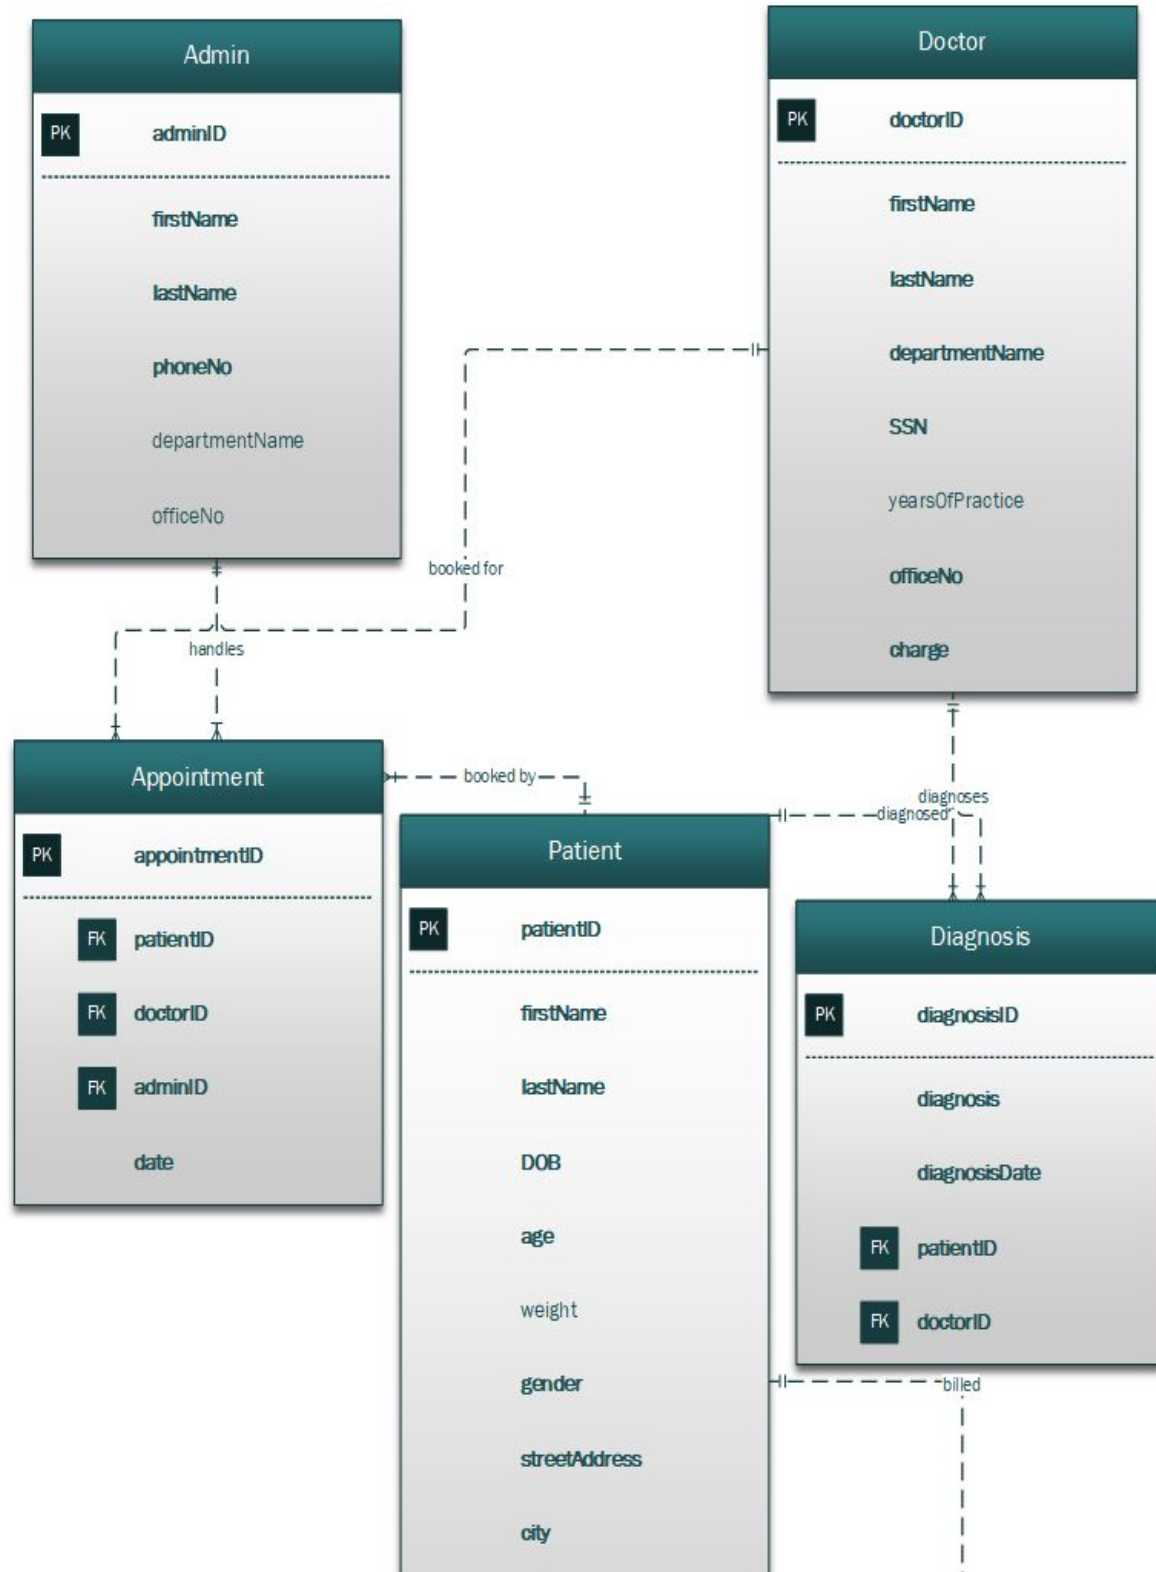 Admin
PK adminID
firstName
lastName
phoneNo
departmentName
officeNo
Doctor
PK doctorID
firstName
lastName
departmentName
SSN
yearsOfPractice
officeNo
charge
booked for
handles
Appointment
PK appointmentID
FK patientID
FK doctorID
FK adminID
date
booked by
diagnoses
diagnosed
Patient
PK patientID
firstName
lastName
DOB
age
weight
gender
streetAddress
city
Diagnosis
PK diagnosisID
diagnosis
diagnosisDate
FK patientID
FK doctorID
billed